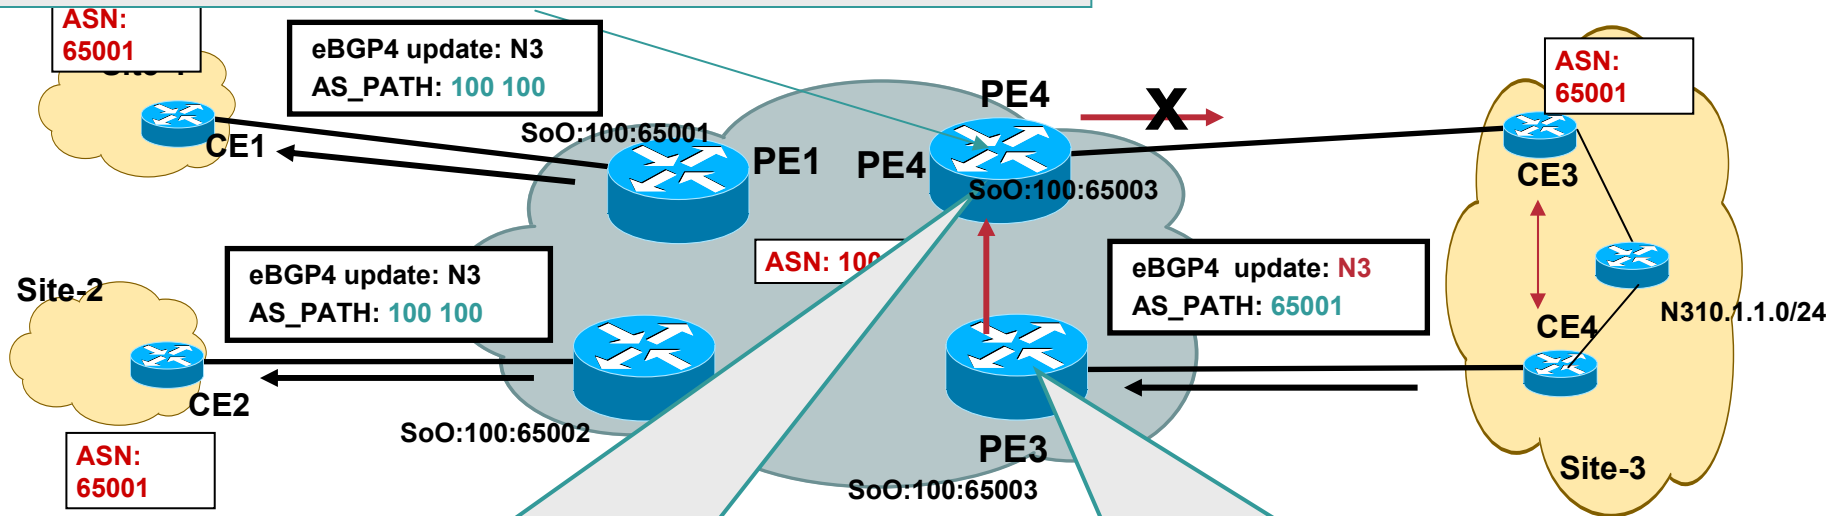 ASN:
65001
eBGP4 update: N3
AS_PATH: 100 100
CE1
SoO:100:65001
PE1
PE4
PE4
SoO:100:65003
ASN:
65001
CE3
Site-2
eBGP4 update: N3
AS_PATH: 100 100
ASN: 100
eBGP4 update: N3
AS_PATH: 65001
CE4
N310.1.1.0/24
CE2
SoO:100:65002
ASN:
65001
PE3
SoO:100:65003
Site-3